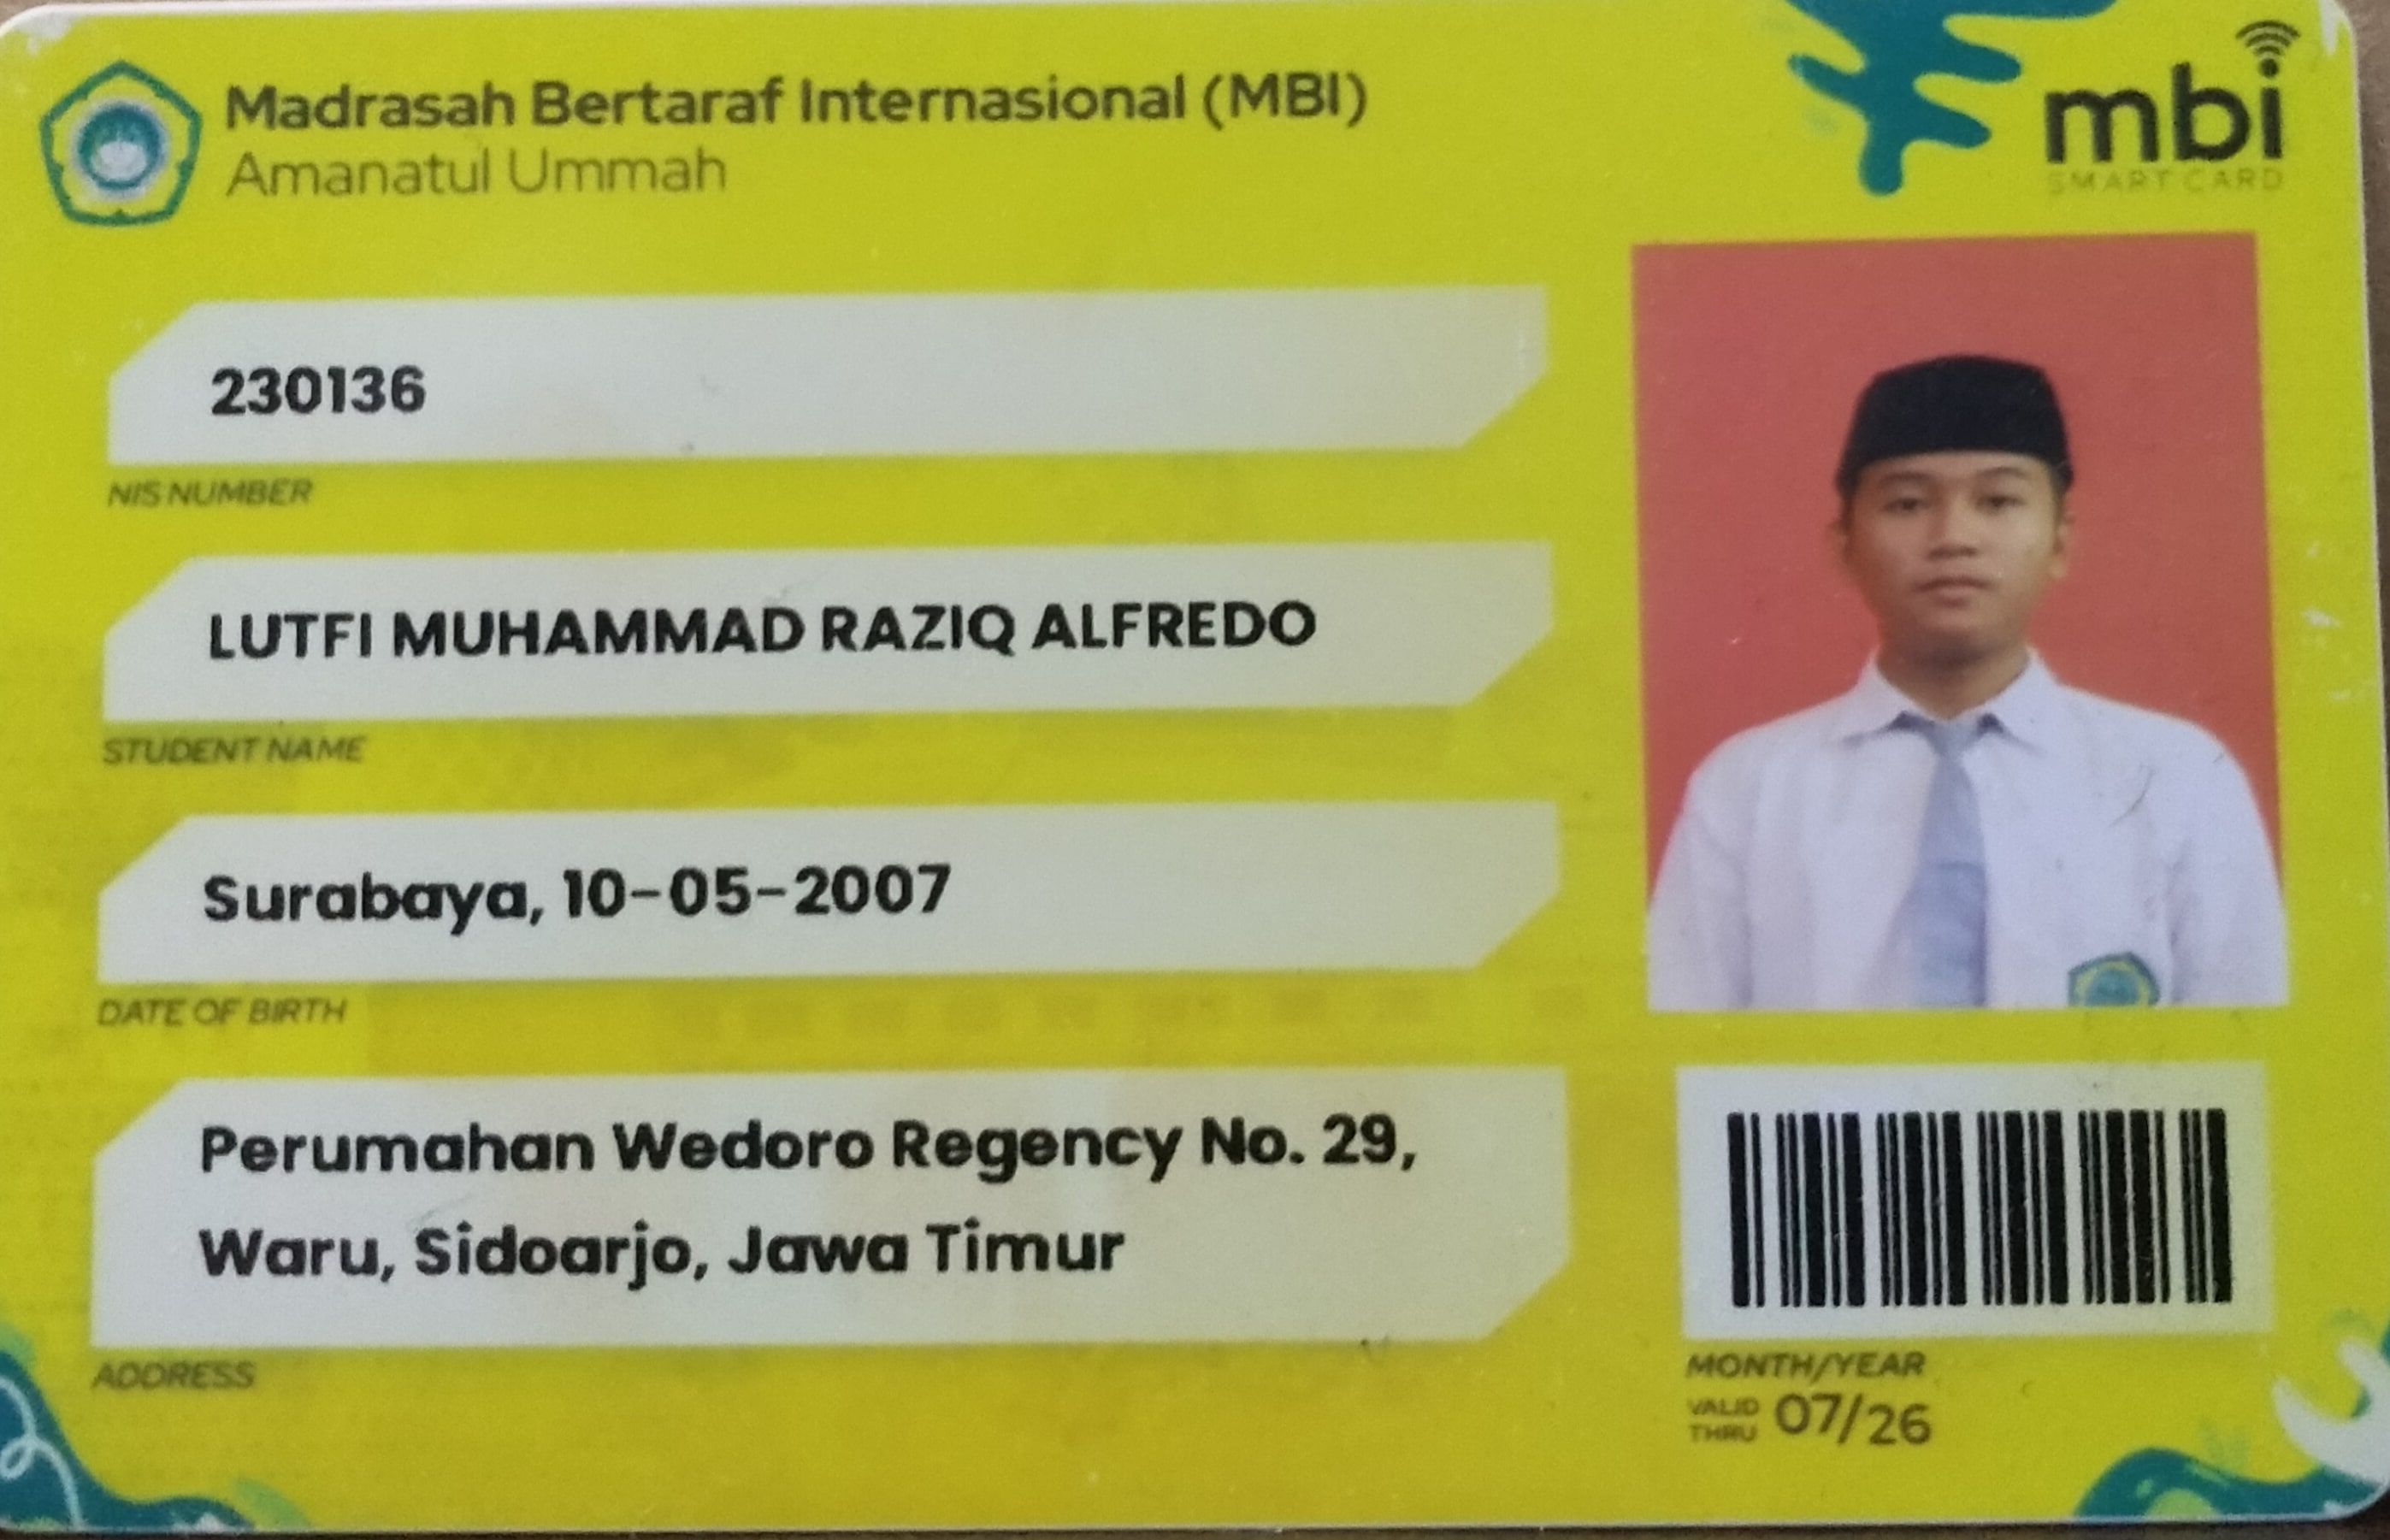 Madrasah Bertaraf Internasional (MBI)
Amanatul Ummah
mbi
SMART CARD
230136
NIS NUMBER
LUTFI MUHAMMAD RAZIQ ALFREDO
STUDENT NAME
Surabaya, 10-05-2007
DATE OF BIRTH
Perumahan Wedoro Regency No. 29,
Waru, Sidoarjo, Jawa Timur
ADDRESS
MONTH/YEAR
VALID
THRU 07/26